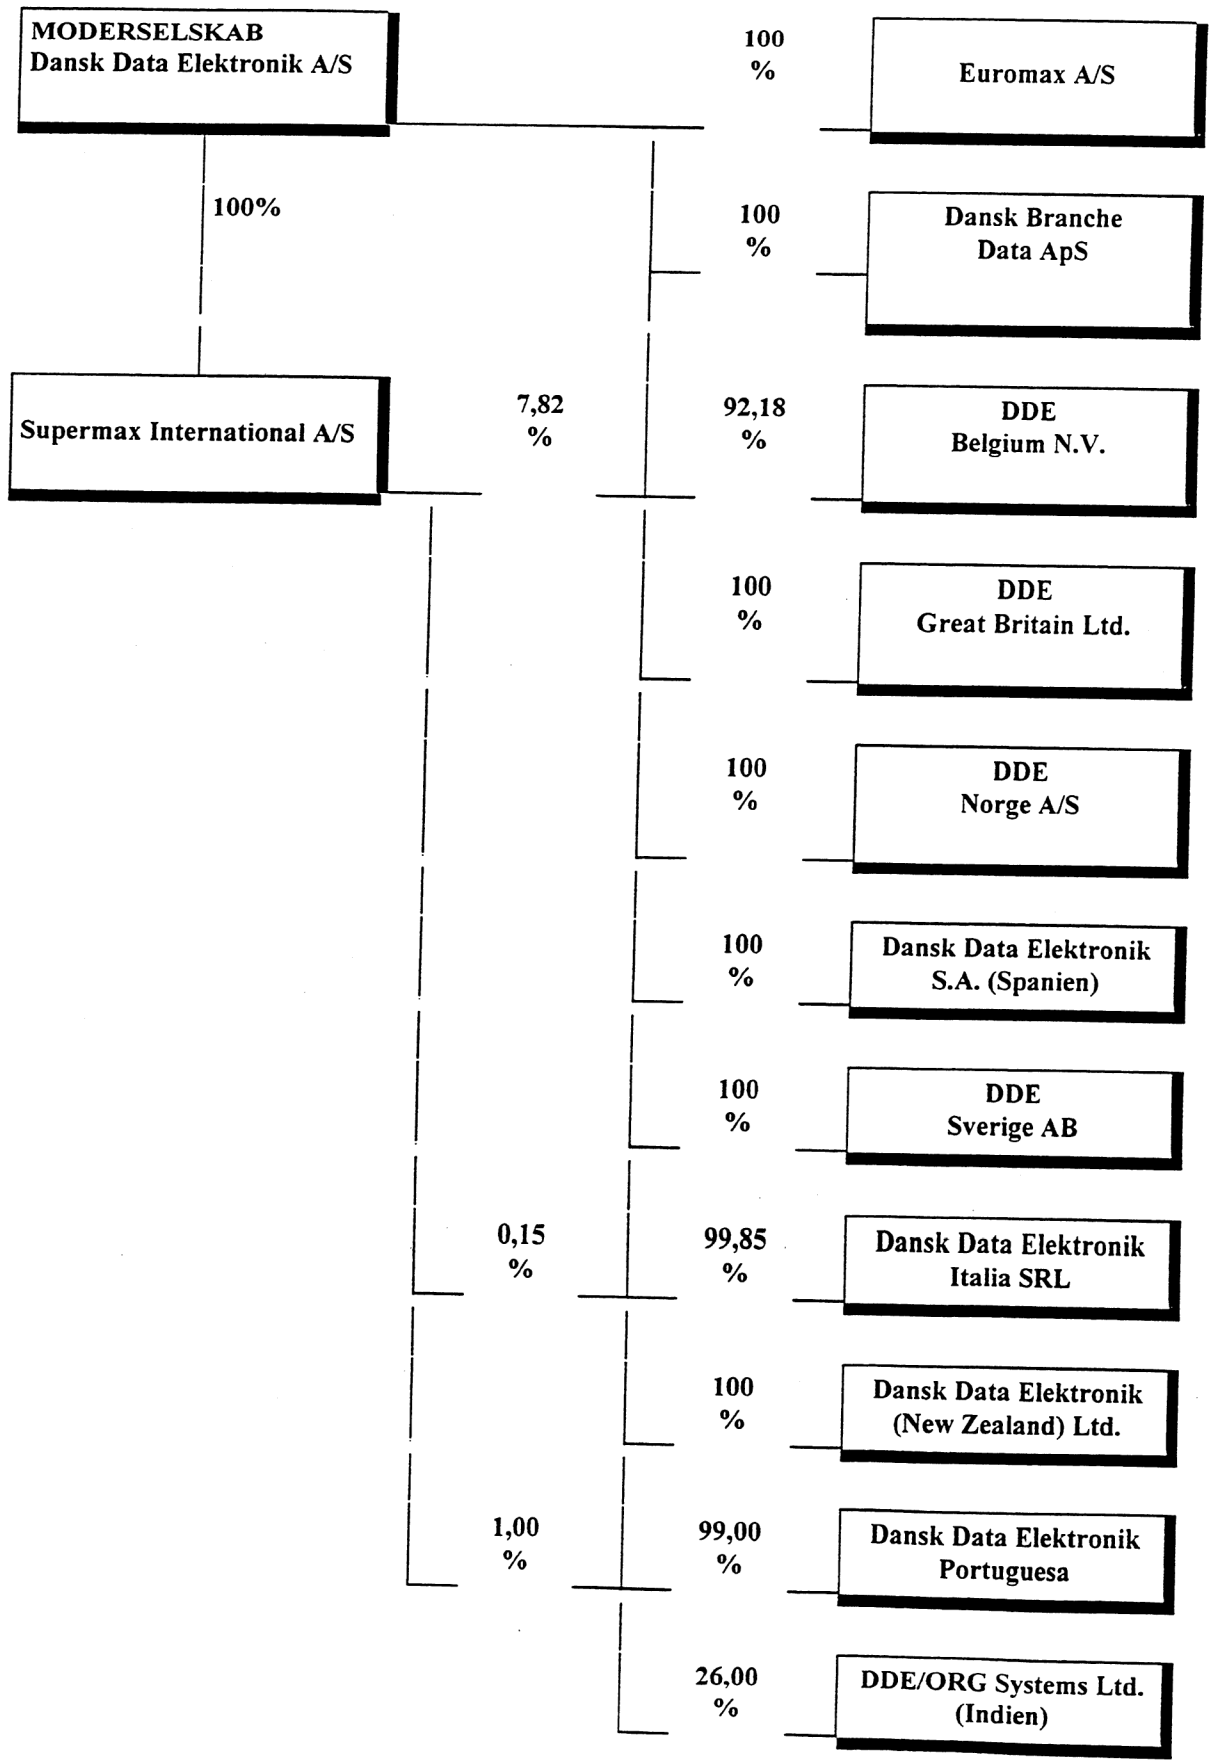 MODERSELSKAB
Dansk Data Elektronik A/S
100
%
Euromax A/S
100%
100
%
Dansk Branche
Data ApS
Supermax International A/S
7,82
%
92,18
%
DDE
Belgium N.V.
100
%
DDE
Great Britain Ltd.
100
%
DDE
Norge A/S
100
%
Dansk Data Elektronik
S.A. (Spanien)
100
%
DDE
Sverige AB
0,15
%
99,85
%
Dansk Data Elektronik
Italia SRL
100
%
Dansk Data Elektronik
(New Zealand) Ltd.
1,00
%
99,00
%
Dansk Data Elektronik
Portuguesa
26,00
%
DDE/ORG Systems Ltd.
(Indien)